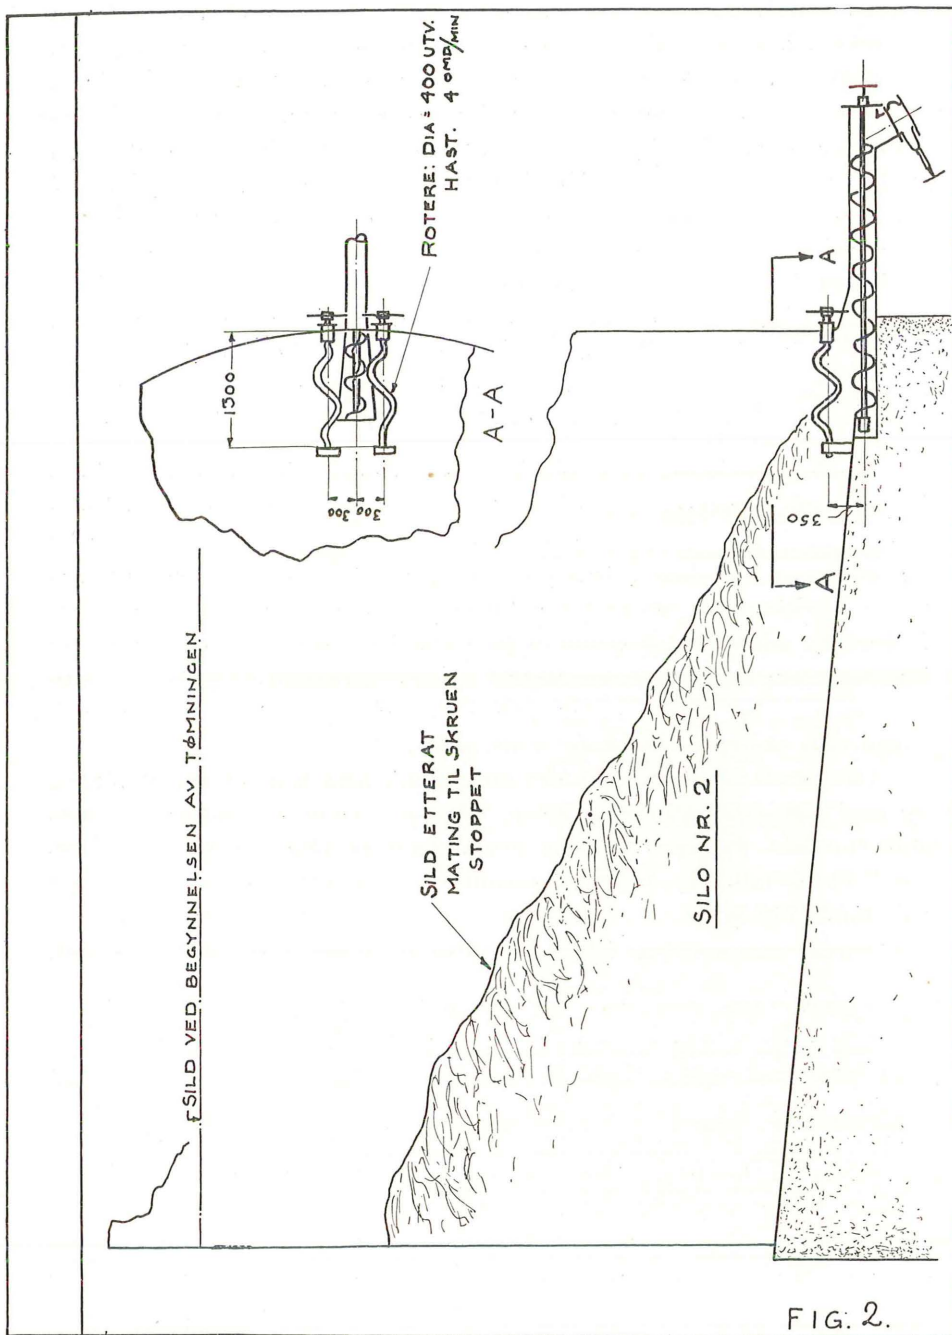 ROTERE: DIA = 400 UTV.
HAST. 4 OMD/MIN
1300
300
300
A-A
SILD VED BEGYNNELSEN AV TØMNINGEN
SILD ETTERAT
MATING TIL SKRUEN
STOPPET
A
A
350
SILO NR. 2
FIG. 2.